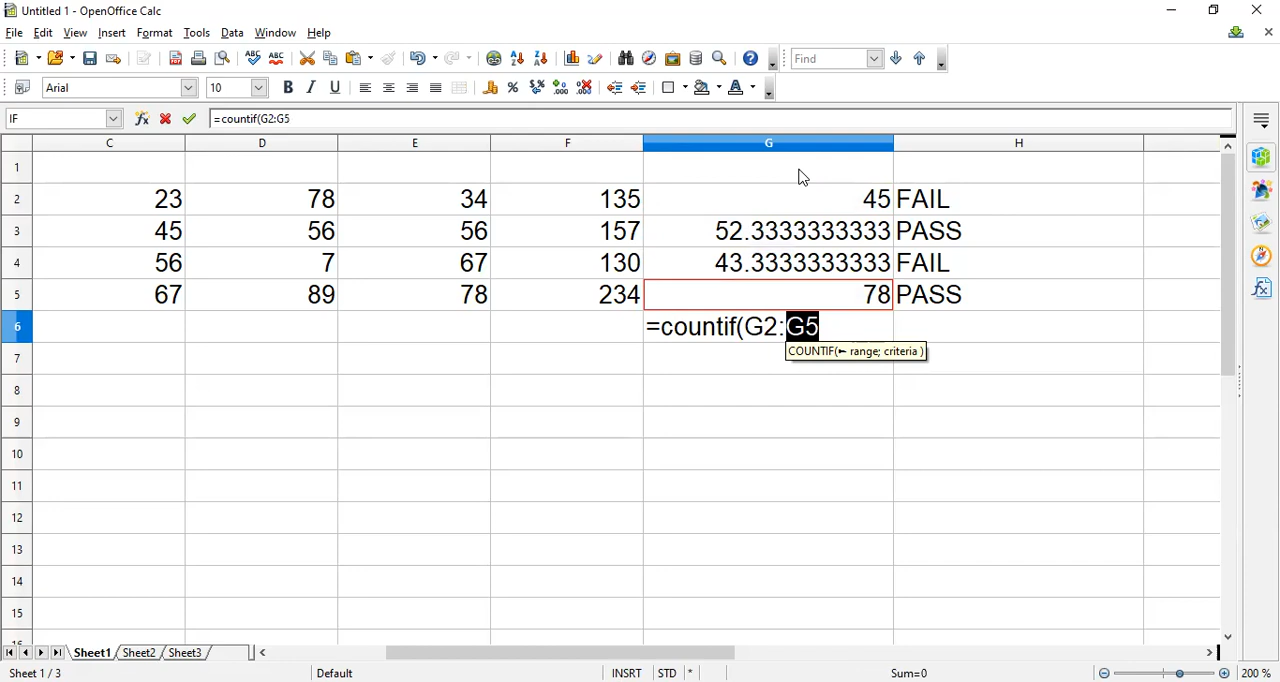 Untitled 1 - OpenOffice Calc
File Edit View Insert Format Tools Data Window Help
Find
Arial 10 B I U
IF =countif(G2:G5
C D E F G H
1
2 23 78 34 135 45 FAIL
3 45 56 56 157 52.3333333333 PASS
4 56 7 67 130 43.3333333333 FAIL
5 67 89 78 234 78 PASS
6 =countif(G2:G5
COUNTIF( range; criteria )
7
8
9
10
11
12
13
14
15
Sheet1 Sheet2 Sheet3
Sheet 1 / 3 Default INSRT STD * Sum=0 200 %